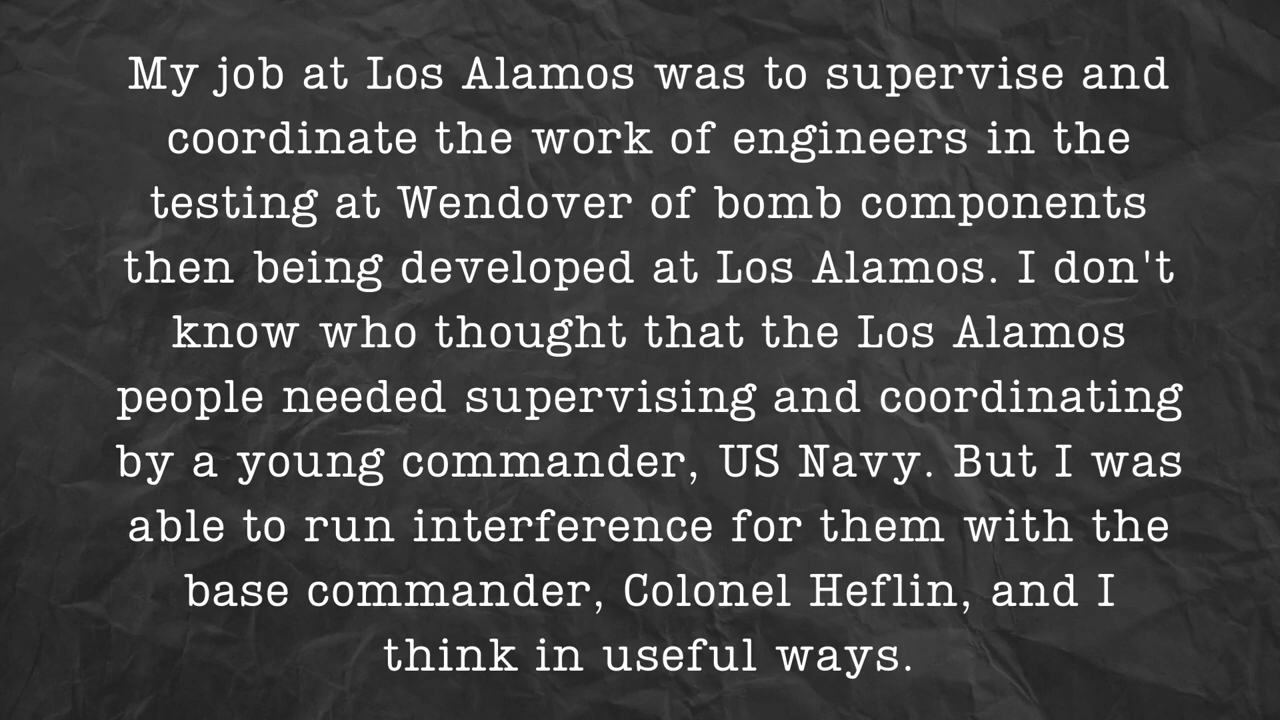 My job at Los Alamos was to supervise and
coordinate the work of engineers in the
testing at Wendover of bomb components
then being developed at Los Alamos. I don't
know who thought that the Los Alamos
people needed supervising and coordinating
by a young commander, US Navy. But I was
able to run interference for them with the
base commander, Colonel Heflin, and I
think in useful ways.